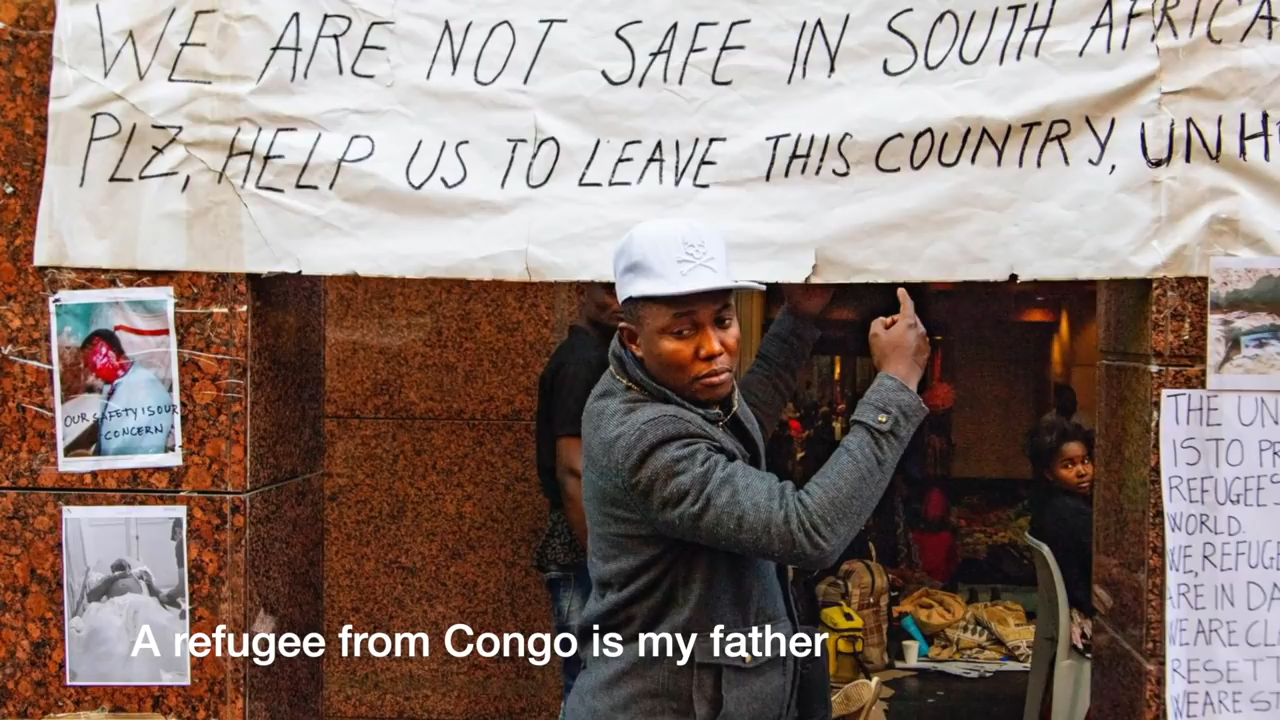 WE ARE NOT SAFE IN SOUTH AFRICA
PLZ, HELP US TO LEAVE THIS COUNTRY, UNH
OUR SAFETY IS OUR
CONCERN
THE UN
IS TO PR
REFUGEES
WORLD.
WE, REFUGE
ARE IN DA
WE ARE CL
RESETT
WE ARE ST
A refugee from Congo is my father